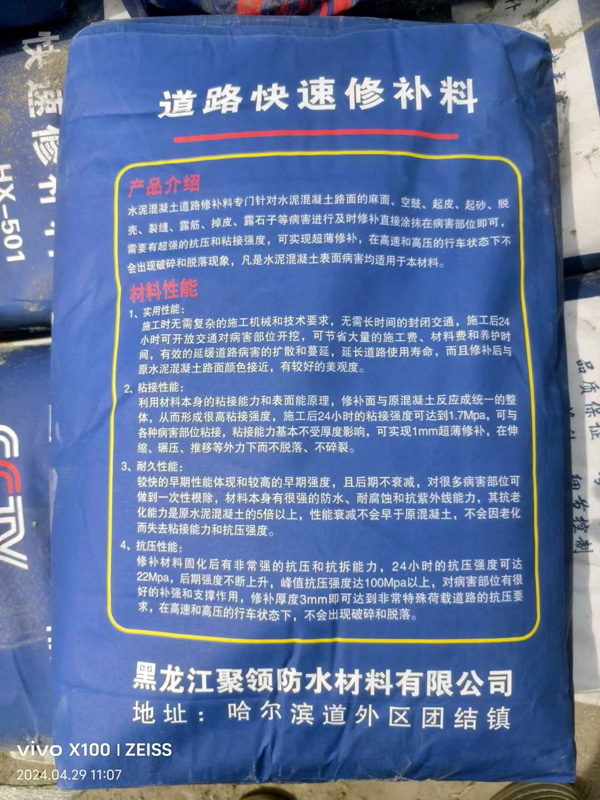 道路快速修补料
产品介绍
水泥混凝土道路修补料专门针对水泥混凝土路面的麻面、空鼓、起皮、起砂、脱
壳、裂缝、露筋、掉皮、露石子等病害进行及时修补直接涂抹在病害部位即可,
需要有超强的抗压和粘接强度，可实现超薄修补，在高速和高压的行车状态下不
会出现破碎和脱落现象，凡是水泥混凝土表面病害均适用于本材料。
材料性能
1、实用性能：
施工时无需复杂的施工机械和技术要求，无需长时间的封闭交通，施工后24
小时可开放交通对病害部位开挖，可节省大量的施工费、材料费和养护时
间，有效的延缓道路病害的扩散和蔓延，延长道路使用寿命，而且修补后与
原水泥混凝土路面颜色接近，有较好的美观度。
2、粘接性能：
利用材料本身的粘接能力和表面能原理，修补面与原混凝土反应成统一的整
体，从而形成很高粘接强度，施工后24小时的粘接强度可达到1.7Mpa，可与
各种病害部位粘接，粘接能力基本不受厚度影响，可实现1mm超薄修补，在伸
缩、碾压、推移等外力下而不脱落、不碎裂。
3、耐久性能：
较快的早期性能体现和较高的早期强度，且后期不衰减，对很多病害部位可
做到一次性根除，材料本身有很强的防水、耐腐蚀和抗紫外线能力，其抗老
化能力是原水泥混凝土的5倍以上，性能衰减不会早于原混凝土，不会因老化
而失去粘接能力和抗压强度。
4、抗压性能：
修补材料固化后有非常强的抗压和抗拆能力，24小时的抗压强度可达
22Mpa，后期强度不断上升，峰值抗压强度达100Mpa以上，对病害部位有很
好的补强和支撑作用，修补厚度3mm即可达到非常特殊荷载道路的抗压要
求，在高速和高压的行车状态下，不会出现破碎和脱落。
黑龙江聚领防水材料有限公司
地址：哈尔滨道外区团结镇
快速修补料
HX-501
CCTV
品质保证
vivo X100 | ZEISS
2024.04.29 11:07